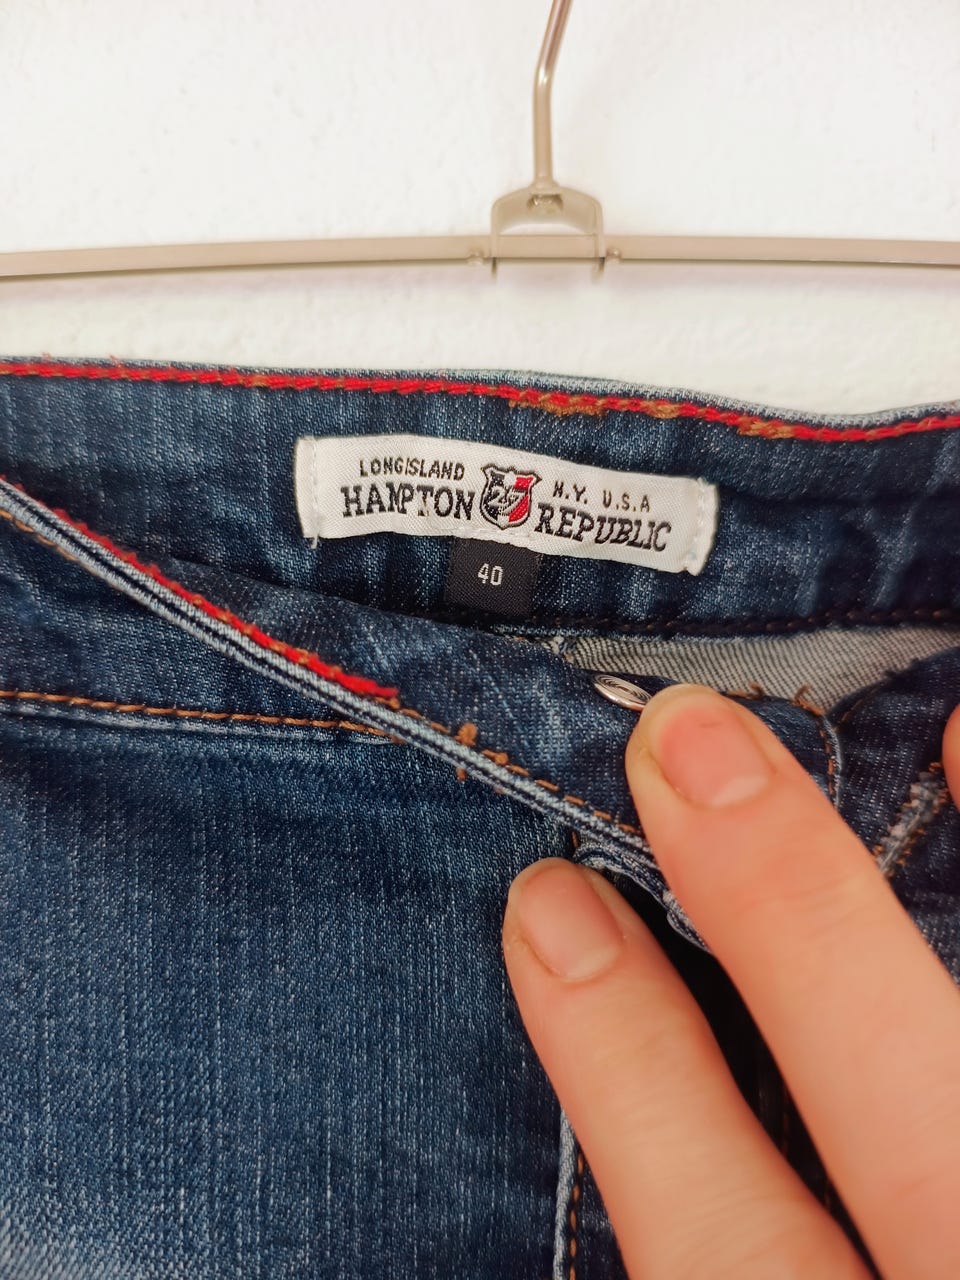 LONGISLAND N.Y. U.S.A
HAMPTON 27 REPUBLIC
40